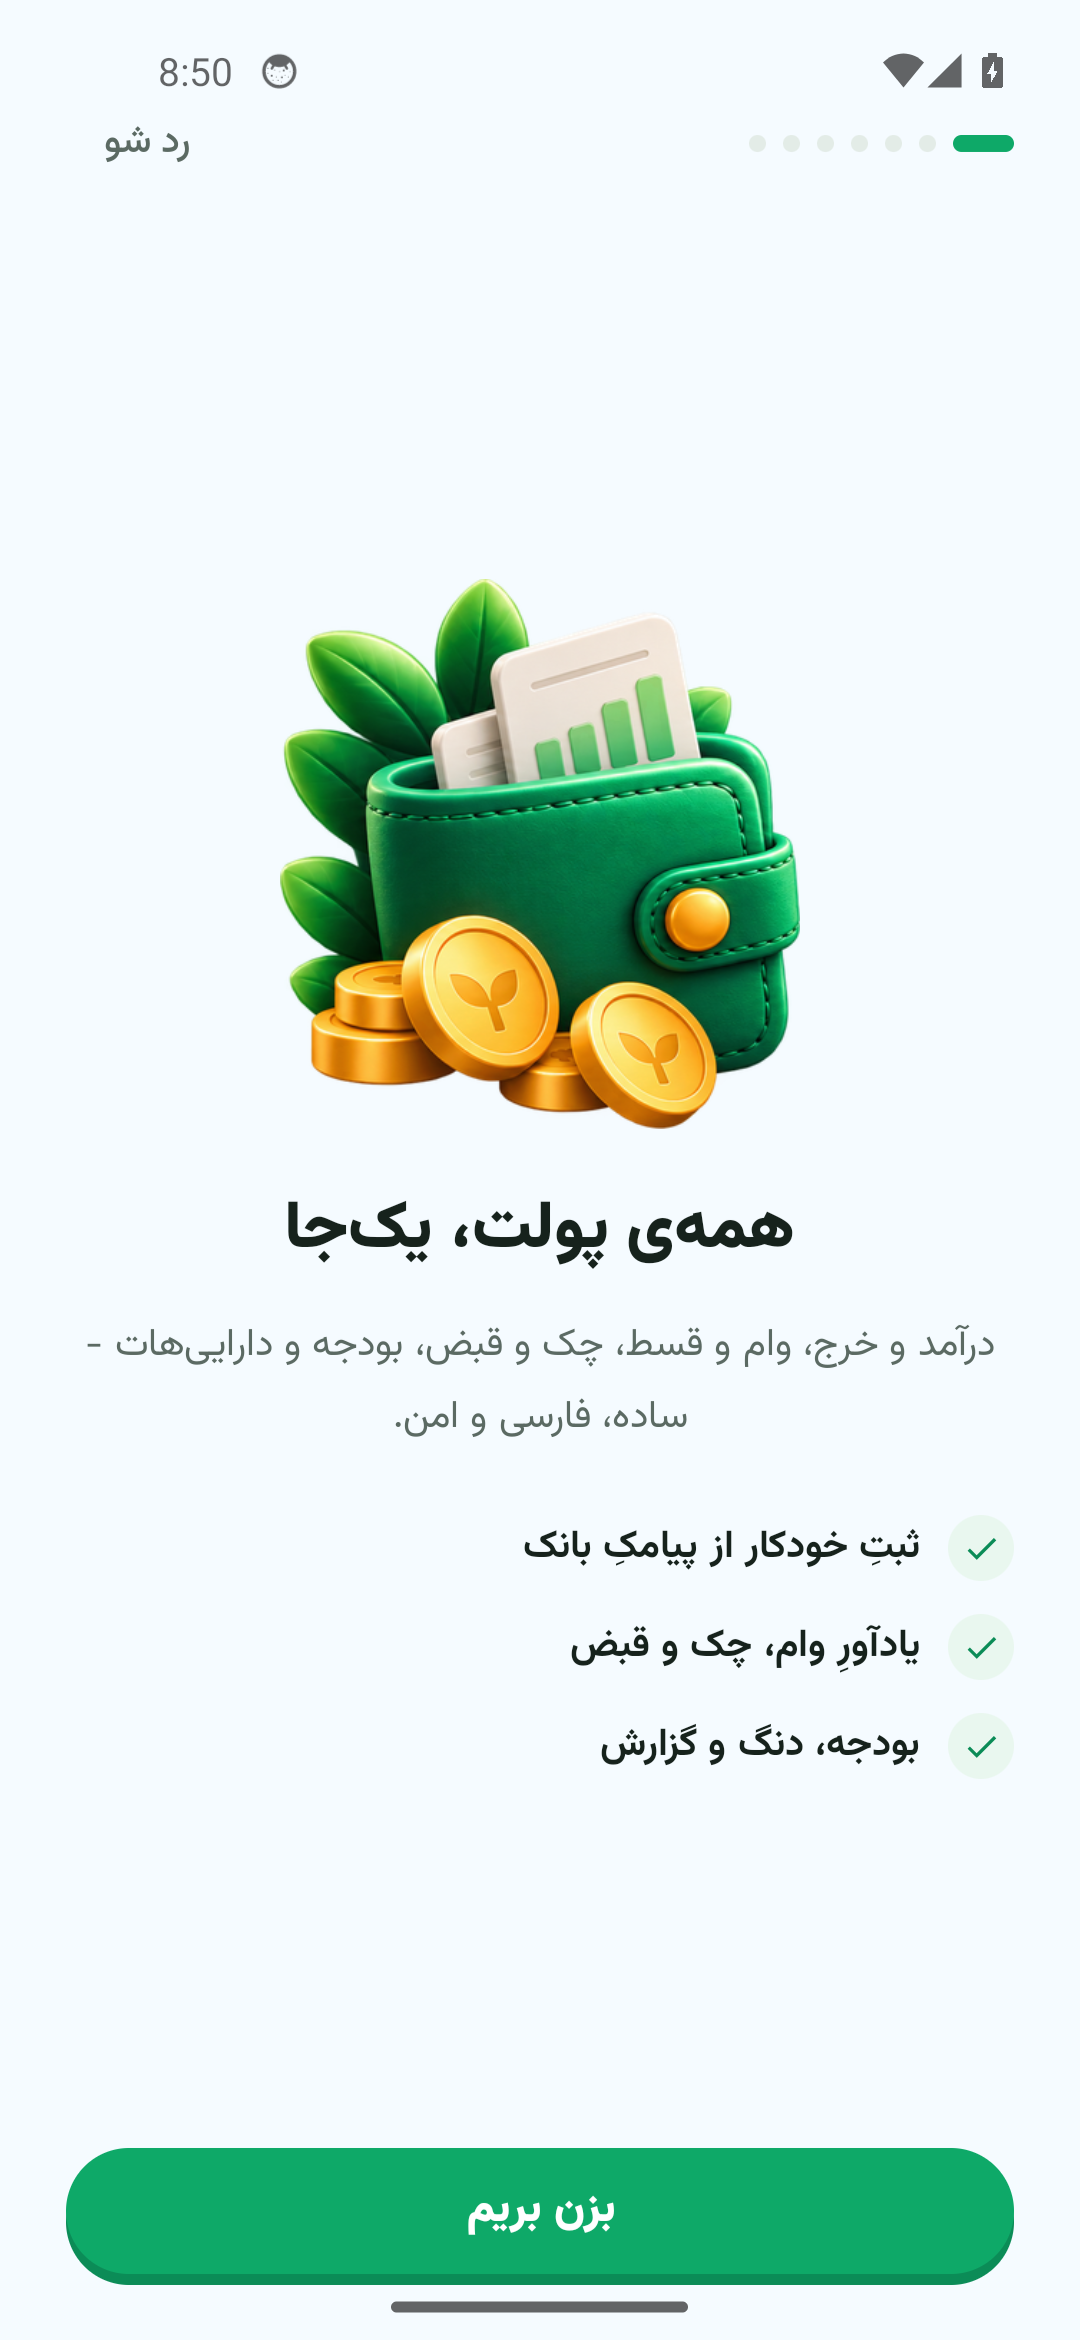 8:50
رد شو
همه‌ی پولت، یک‌جا
درآمد و خرج، وام و قسط، چک و قبض، بودجه و دارایی‌هات -
ساده، فارسی و امن.
ثبتِ خودکار از پیامکِ بانک
یادآورِ وام، چک و قبض
بودجه، دنگ و گزارش
بزن بریم